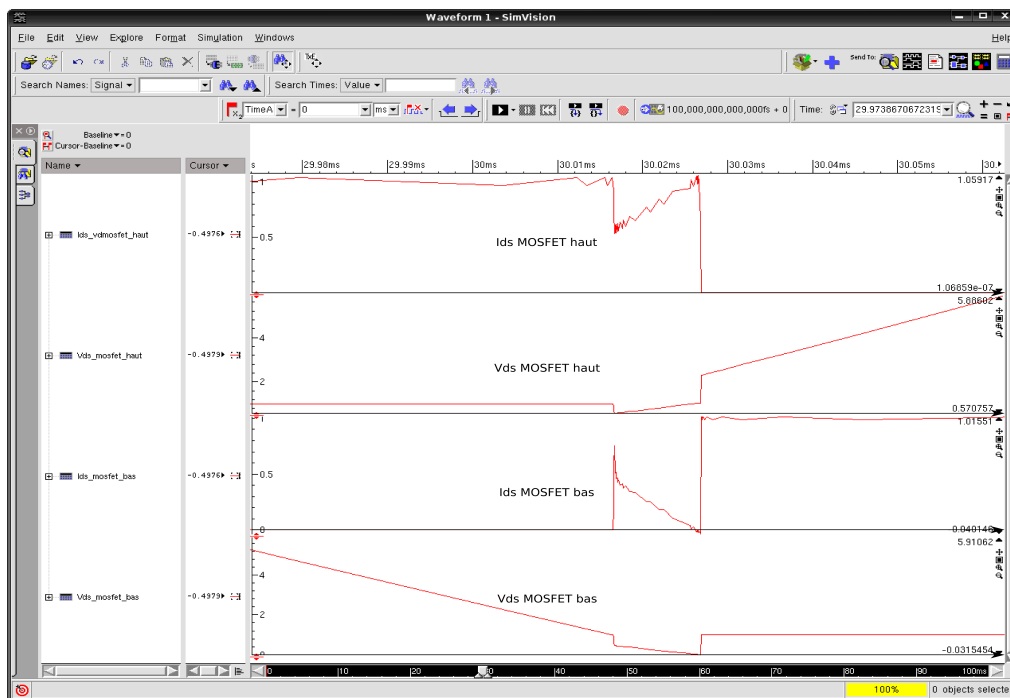 Waveform 1 - SimVision
File Edit View Explore Format Simulation Windows Help
Send To:
Search Names: Signal Search Times: Value
TimeA = 0 ms 100,000,000,000,000fs + 0 Time: 29.9738670672319
Baseline = 0
Cursor-Baseline = 0
Name Cursor
s 29.98ms 29.99ms 30ms 30.01ms 30.02ms 30.03ms 30.04ms 30.05ms 30.
1 1.05917
Ids_vdmosfet_haut -0.4976
0.5
Ids MOSFET haut
1.06859e-07
5.88602
4
Vds_mosfet_haut -0.4979
Vds MOSFET haut
2
0.570757
1 1.01551
Ids_mosfet_bas -0.4976 0.5
Ids MOSFET bas
0 0.040146
5.91062
4
Vds_mosfet_bas -0.4979
Vds MOSFET bas
2
0 -0.0315454
0 10 20 40 50 60 70 80 90 100ms
100% 0 objects selecte